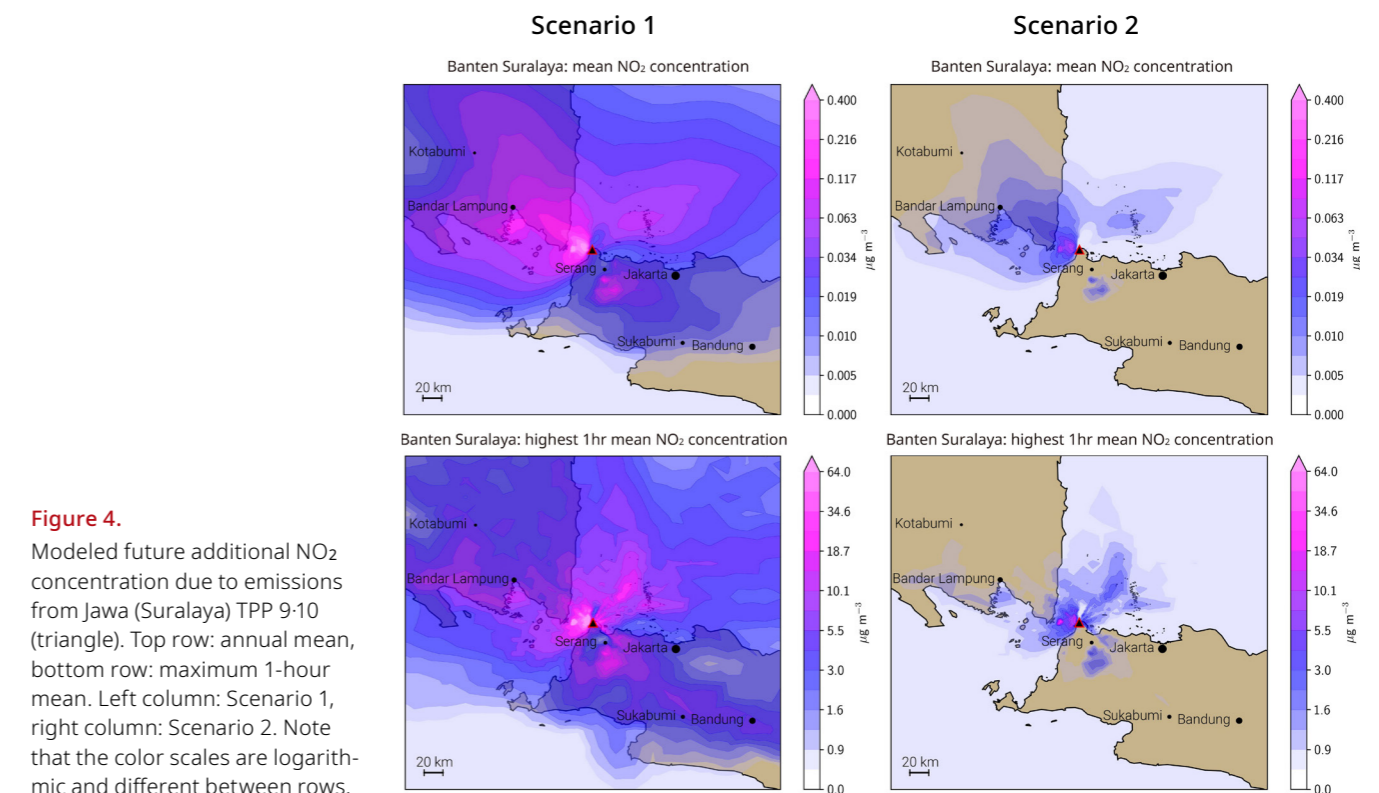 Scenario 1
Scenario 2
Banten Suralaya: mean NO₂ concentration
Kotabumi
Bandar Lampung
Serang
Jakarta
Sukabumi
Bandung
20 km
0.400
0.216
0.117
0.063
0.034
0.019
0.010
0.005
0.000
µg m⁻³
Banten Suralaya: mean NO₂ concentration
Kotabumi
Bandar Lampung
Serang
Jakarta
Sukabumi
Bandung
20 km
0.400
0.216
0.117
0.063
0.034
0.019
0.010
0.005
0.000
µg m⁻³
Banten Suralaya: highest 1hr mean NO₂ concentration
Kotabumi
Bandar Lampung
Serang
Jakarta
Sukabumi
Bandung
20 km
64.0
34.6
18.7
10.1
5.5
3.0
1.6
0.9
0.0
µg m⁻³
Banten Suralaya: highest 1hr mean NO₂ concentration
Kotabumi
Bandar Lampung
Serang
Jakarta
Sukabumi
Bandung
20 km
64.0
34.6
18.7
10.1
5.5
3.0
1.6
0.9
0.0
µg m⁻³
Figure 4.
Modeled future additional NO₂
concentration due to emissions
from Jawa (Suralaya) TPP 9·10
(triangle). Top row: annual mean,
bottom row: maximum 1-hour
mean. Left column: Scenario 1,
right column: Scenario 2. Note
that the color scales are logarith-
mic and different between rows.